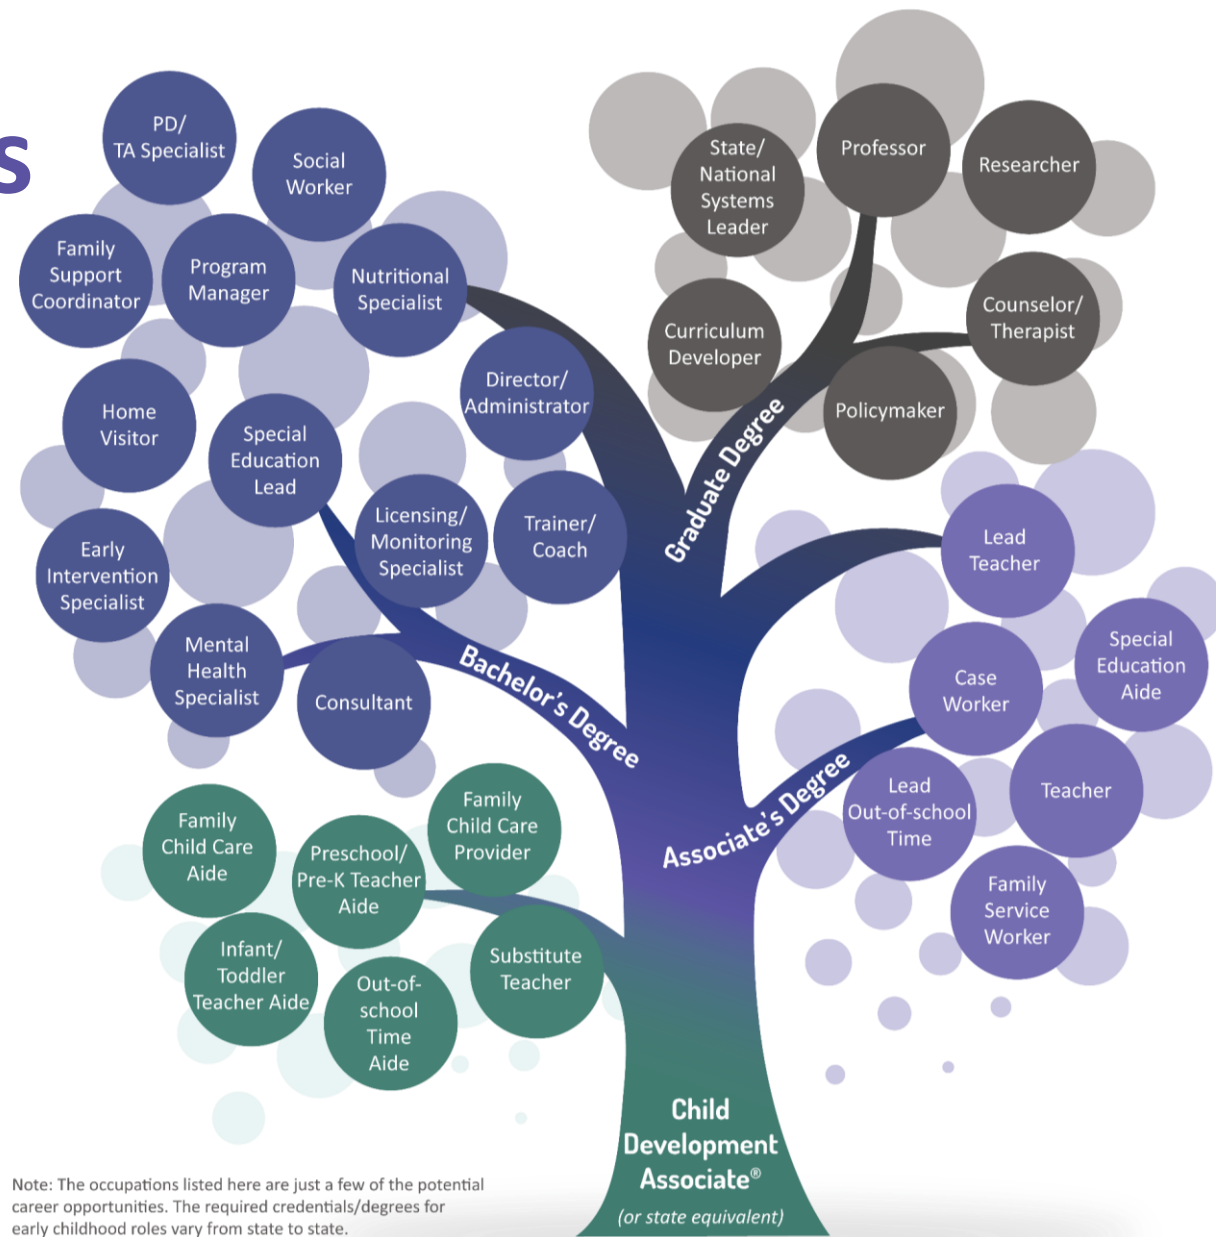 s
PD/
TA Specialist
Social
Worker
Family
Support
Coordinator
Program
Manager
Nutritional
Specialist
Director/
Administrator
Home
Visitor
Special
Education
Lead
Licensing/
Monitoring
Specialist
Trainer/
Coach
Early
Intervention
Specialist
Mental
Health
Specialist
Consultant
Bachelor's Degree
State/
National
Systems
Leader
Professor
Researcher
Curriculum
Developer
Counselor/
Therapist
Policymaker
Graduate Degree
Lead
Teacher
Special
Education
Aide
Case
Worker
Lead
Out-of-school
Time
Teacher
Family
Service
Worker
Associate's Degree
Family
Child Care
Aide
Preschool/
Pre-K Teacher
Aide
Family
Child Care
Provider
Infant/
Toddler
Teacher Aide
Out-of-
school
Time
Aide
Substitute
Teacher
Child
Development
Associate®
(or state equivalent)
Note: The occupations listed here are just a few of the potential
career opportunities. The required credentials/degrees for
early childhood roles vary from state to state.